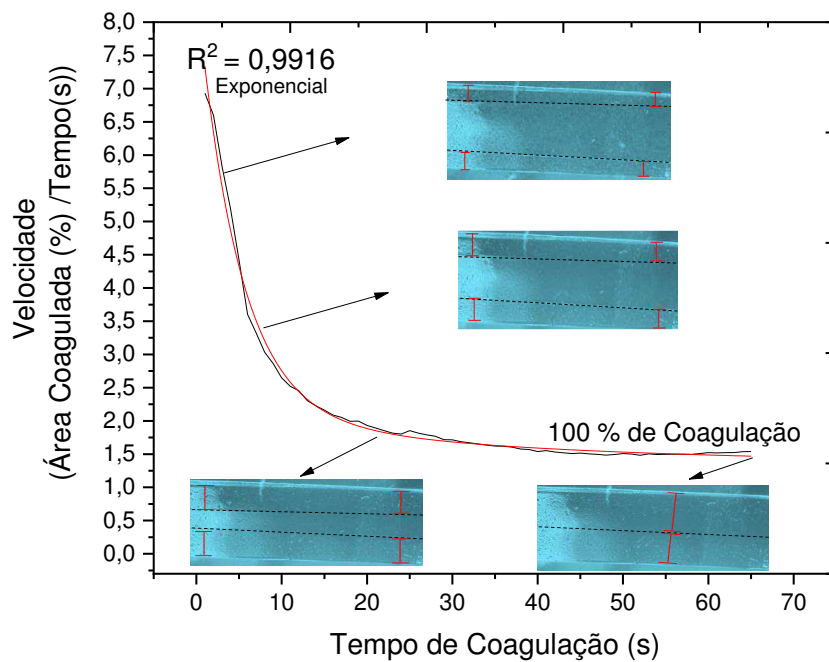 8,0
7,5
7,0
6,5
6,0
5,5
5,0
4,5
4,0
3,5
3,0
2,5
2,0
1,5
1,0
0,5
0,0
Velocidade
(Área Coagulada (%) /Tempo(s))
R² = 0,9916
Exponencial
100 % de Coagulação
0 10 20 30 40 50 60 70
Tempo de Coagulação (s)